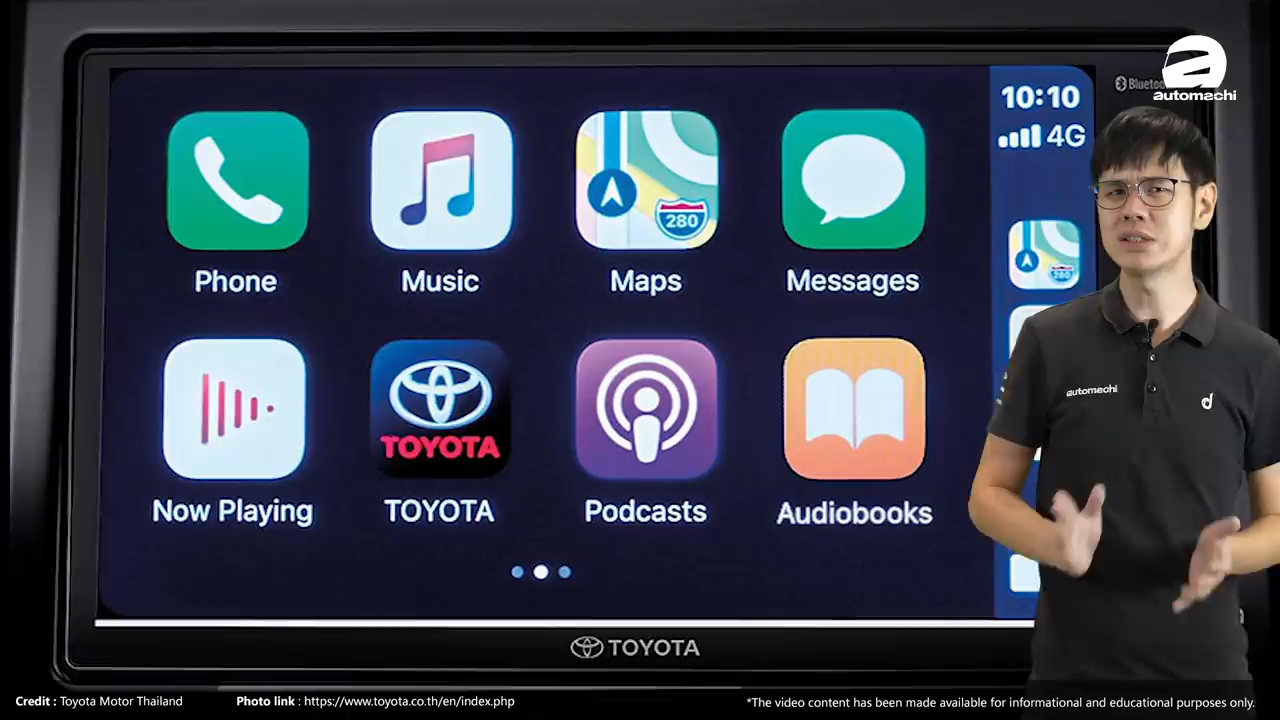 automachi
10:10
4G
280
280
Phone
Music
Maps
Messages
TOYOTA
Now Playing
TOYOTA
Podcasts
Audiobooks
automachi
TOYOTA
Credit : Toyota Motor Thailand
Photo link : https://www.toyota.co.th/en/index.php
*The video content has been made available for informational and educational purposes only.